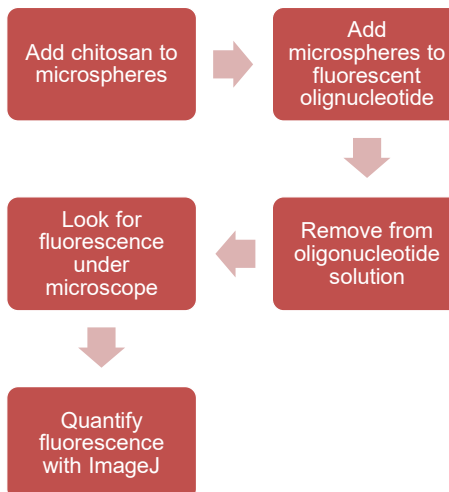 Add chitosan to
microspheres
Add
microspheres to
fluorescent
olignucleotide
Remove from
oligonucleotide
solution
Look for
fluorescence
under
microscope
Quantify
fluorescence
with ImageJ